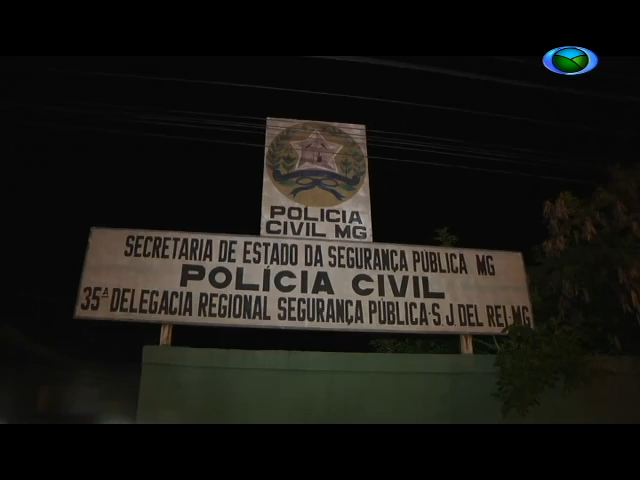 POLICIA
CIVIL MG
SECRETARIA DE ESTADO DA SEGURANÇA PÚBLICA MG
POLÍCIA CIVIL
35ª DELEGACIA REGIONAL SEGURANÇA PÚBLICA·S.J.DEL REI·MG